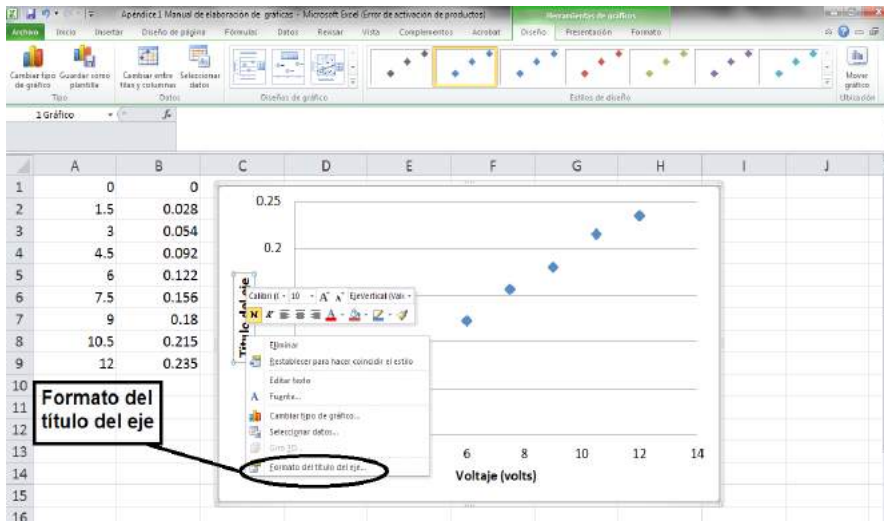 Apendice 1 Manual de elaboración de gráficas - Microsoft Excel (Error de activación de productos)
Herramientas de gráficos
Archivo Inicio Insertar Diseño de página Fórmulas Datos Revisar Vista Complementos Acrobat Diseño Presentación Formato
Cambiar tipo de gráfico
Guardar como plantilla
Cambiar entre filas y columnas
Seleccionar datos
Mover gráfico
Tipo Datos Diseños de gráfico Estilos de diseño Ubicación
1 Gráfico fx
A B C D E F G H I J
1 0 0
2 1.5 0.028
3 3 0.054
4 4.5 0.092
5 6 0.122
6 7.5 0.156
7 9 0.18
8 10.5 0.215
9 12 0.235
10
11
12
13
14
15
16
0.25
0.2
Título del eje
Calibri (C 10 A A
N K A
Eliminar
Restablecer para hacer coincidir el estilo
Editar texto
A Fuente...
Cambiar tipo de gráfico...
Seleccionar datos...
Giro 3D...
Formato del título del eje...
6 8 10 12 14
Voltaje (volts)
Formato del
título del eje